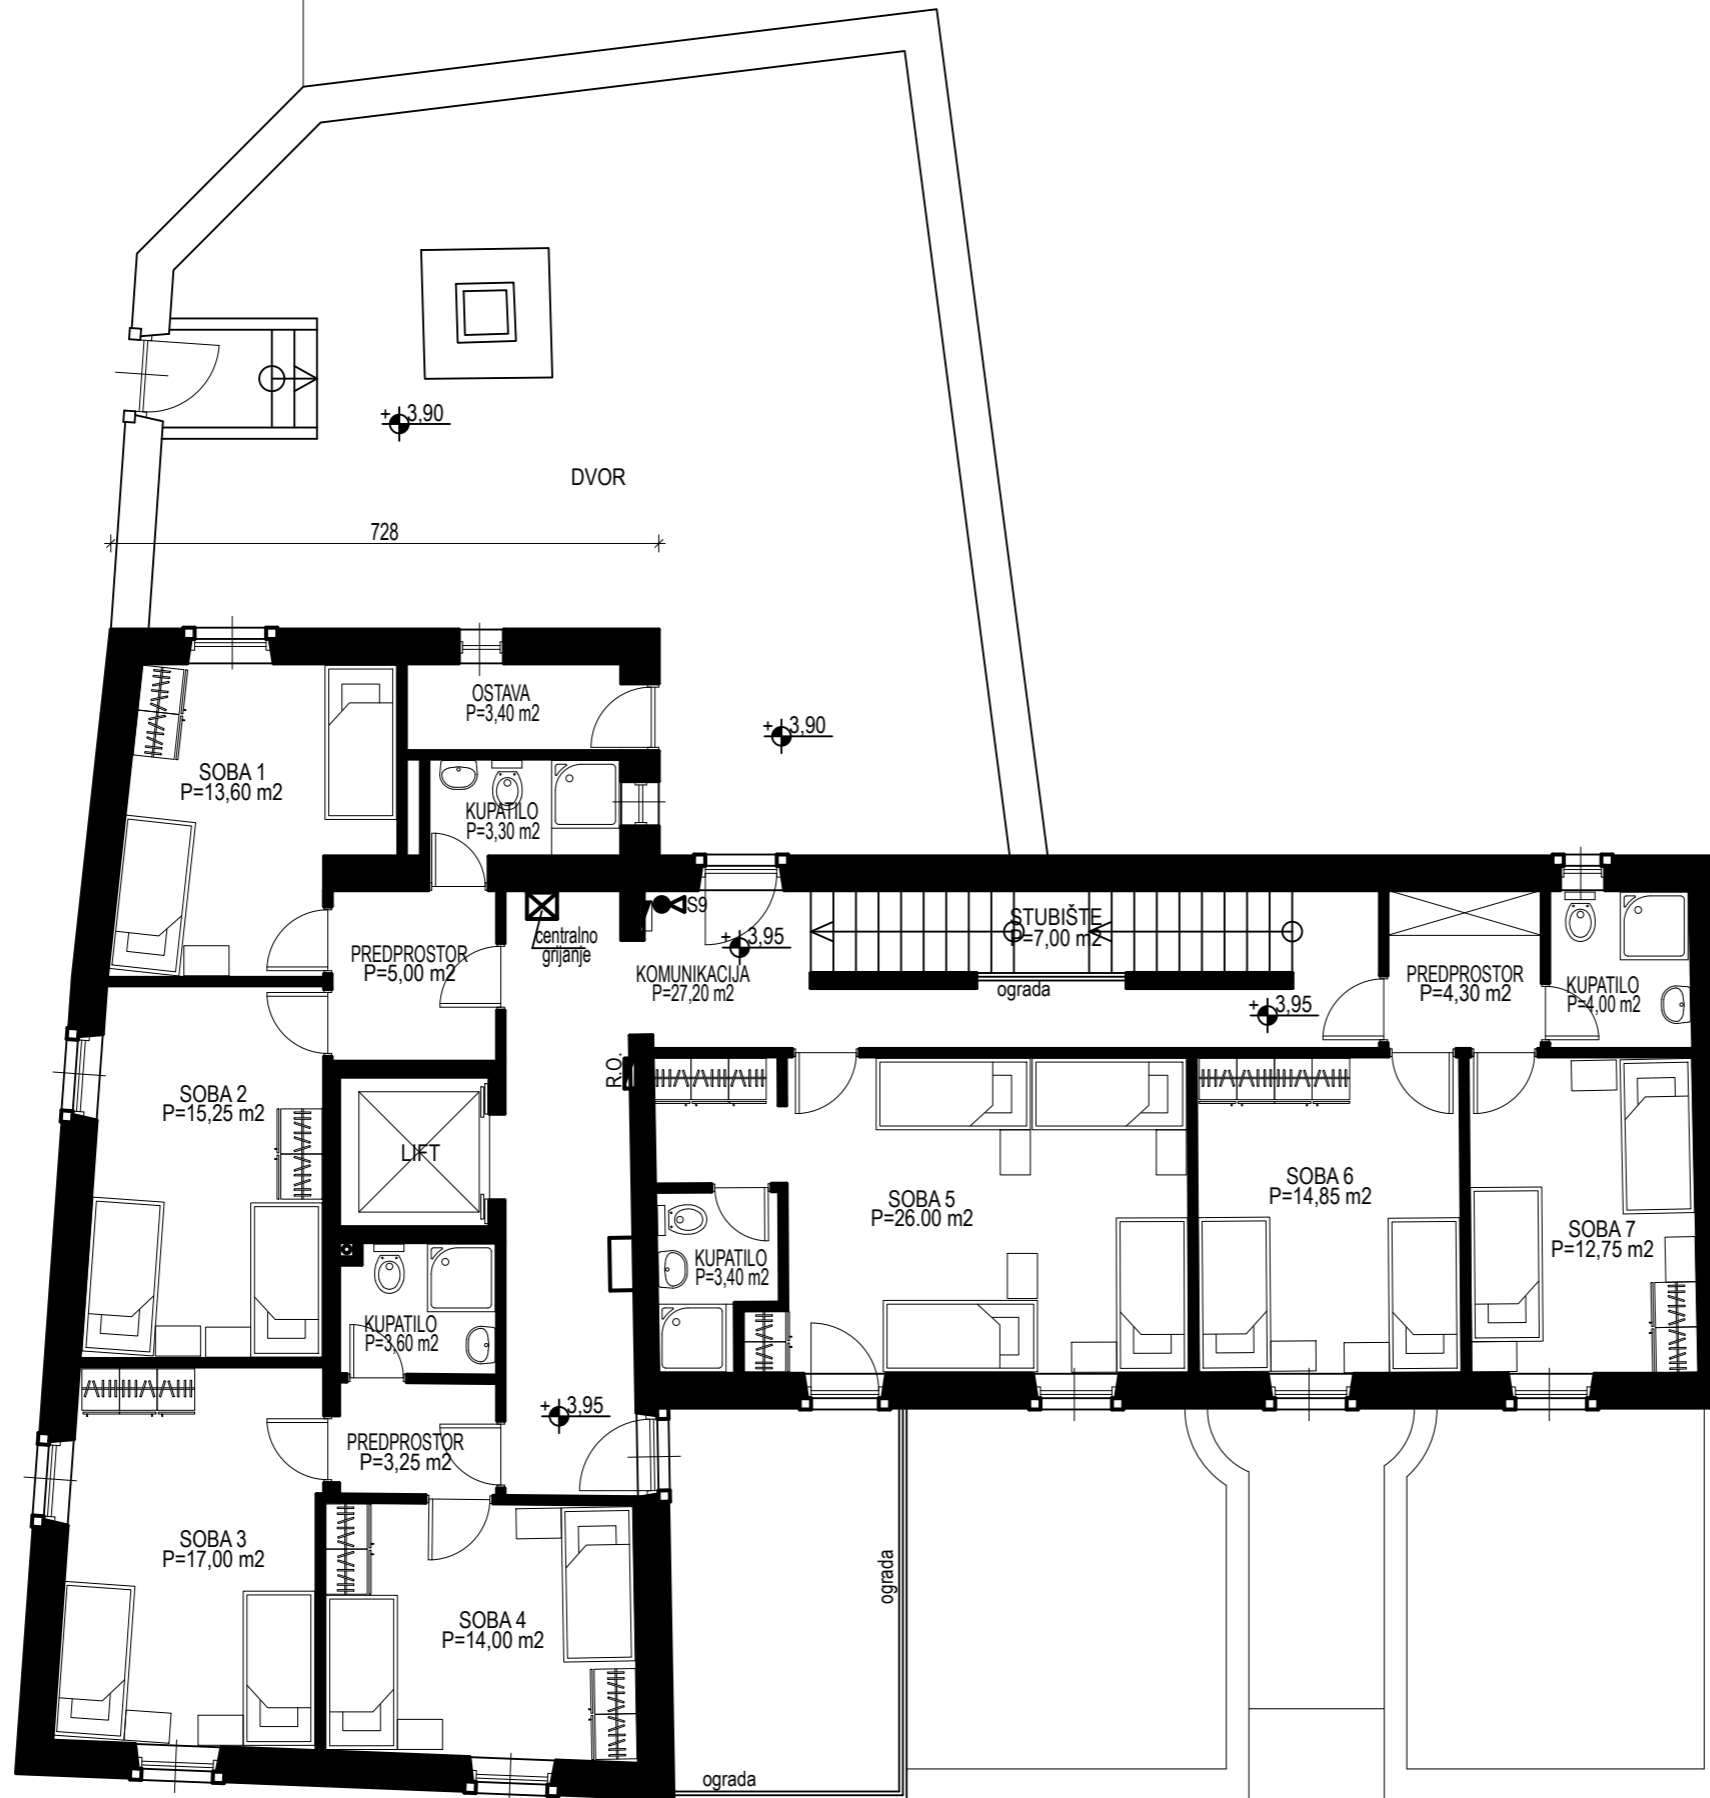 + 3,90
DVOR
728
OSTAVA
P=3,40 m2
+ 3,90
SOBA 1
P=13,60 m2
KUPATILO
P=3,30 m2
S9
centralno
grijanje
+ 3,95
STUBIŠTE
P=7,00 m2
PREDPROSTOR
P=5,00 m2
KOMUNIKACIJA
P=27,20 m2
ograda
+ 3,95
PREDPROSTOR
P=4,30 m2
KUPATILO
P=4,00 m2
R.O.
SOBA 2
P=15,25 m2
LIFT
SOBA 5
P=26.00 m2
SOBA 6
P=14,85 m2
SOBA 7
P=12,75 m2
KUPATILO
P=3,40 m2
KUPATILO
P=3,60 m2
+ 3,95
PREDPROSTOR
P=3,25 m2
SOBA 3
P=17,00 m2
SOBA 4
P=14,00 m2
ograda
ograda